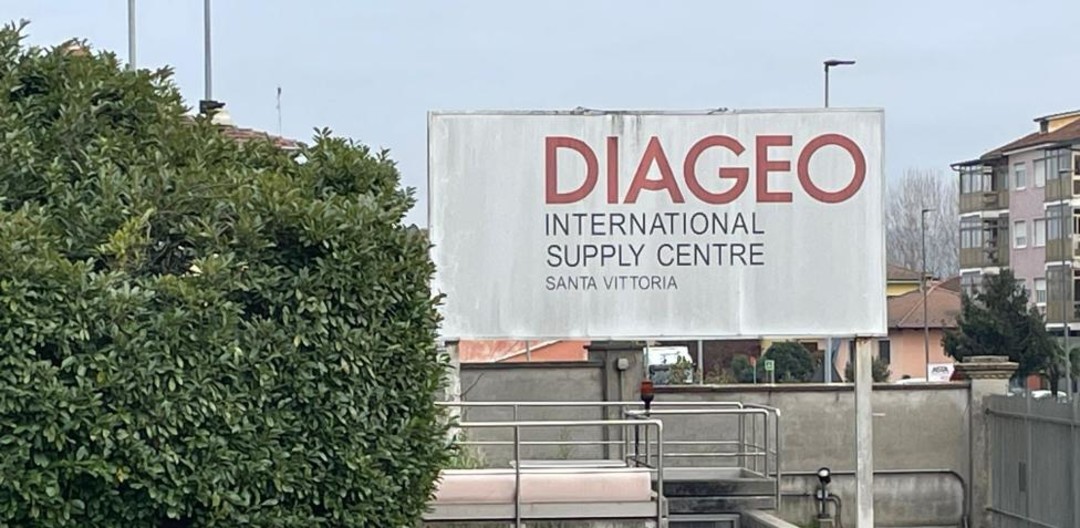 DIAGEO
INTERNATIONAL
SUPPLY CENTRE
SANTA VITTORIA